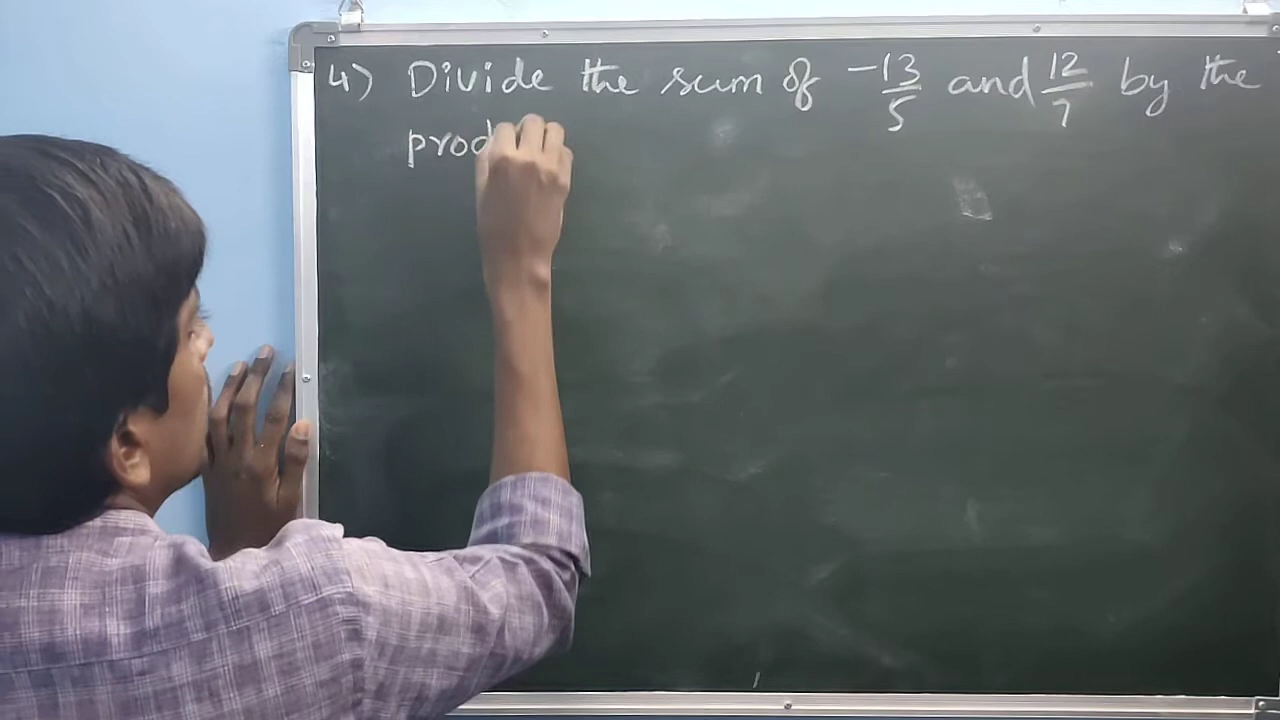 4) Divide the sum of -13/5 and 12/7 by the
prod